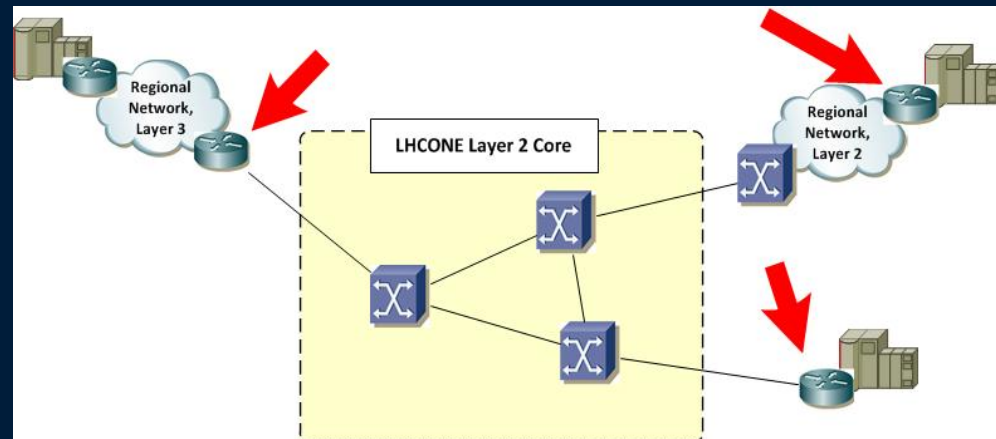 Regional
Network,
Layer 3
LHCONE Layer 2 Core
Regional
Network,
Layer 2